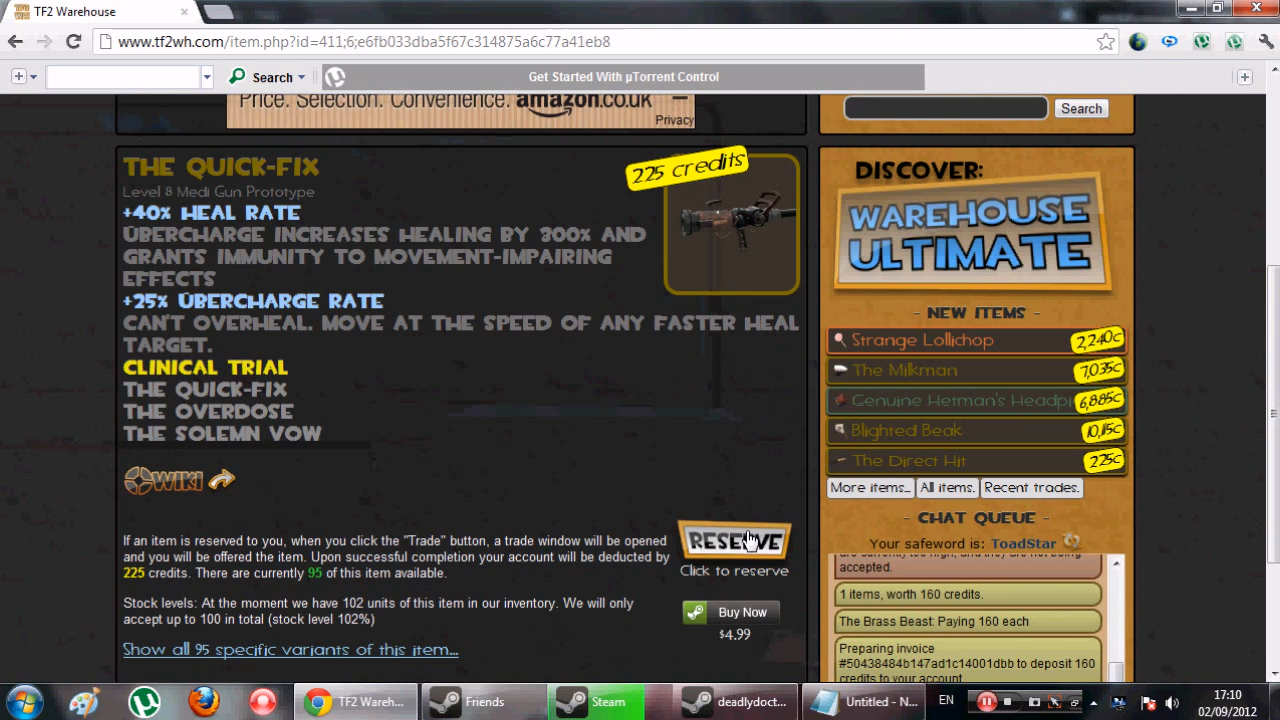 TF2 Warehouse
www.tf2wh.com/item.php?id=411;6;e6fb033dba5f67c314875a6c77a41eb8
Search
Get Started With µTorrent Control
Price. Selection. Convenience. amazon.co.uk
Privacy
Search
THE QUICK-FIX
Level 8 Medi Gun Prototype
+40% HEAL RATE
ÜBERCHARGE INCREASES HEALING BY 300% AND
GRANTS IMMUNITY TO MOVEMENT-IMPAIRING
EFFECTS
+25% ÜBERCHARGE RATE
CAN'T OVERHEAL. MOVE AT THE SPEED OF ANY FASTER HEAL
TARGET.
CLINICAL TRIAL
THE QUICK-FIX
THE OVERDOSE
THE SOLEMN VOW
225 credits
WIKI
If an item is reserved to you, when you click the "Trade" button, a trade window will be opened
and you will be offered the item. Upon successful completion your account will be deducted by
225 credits. There are currently 95 of this item available.
Stock levels: At the moment we have 102 units of this item in our inventory. We will only
accept up to 100 in total (stock level 102%)
Show all 95 specific variants of this item...
RESERVE
Click to reserve
Buy Now
$4.99
DISCOVER:
WAREHOUSE
ULTIMATE
- NEW ITEMS -
Strange Lollichop 2,240c
The Milkman 7,035c
Genuine Hetman's Headpi 6,885c
Blighted Beak 10,115c
The Direct Hit 225c
More items... All items. Recent trades.
- CHAT QUEUE -
Your safeword is: ToadStar
are currently too high, and they are not being
accepted.
1 items, worth 160 credits.
The Brass Beast: Paying 160 each
Preparing invoice
#50438484b147ad1c14001dbb to deposit 160
credits to your account.
TF2 Wareh...
Friends
Steam
deadlydoct...
Untitled - N...
EN
17:10
02/09/2012